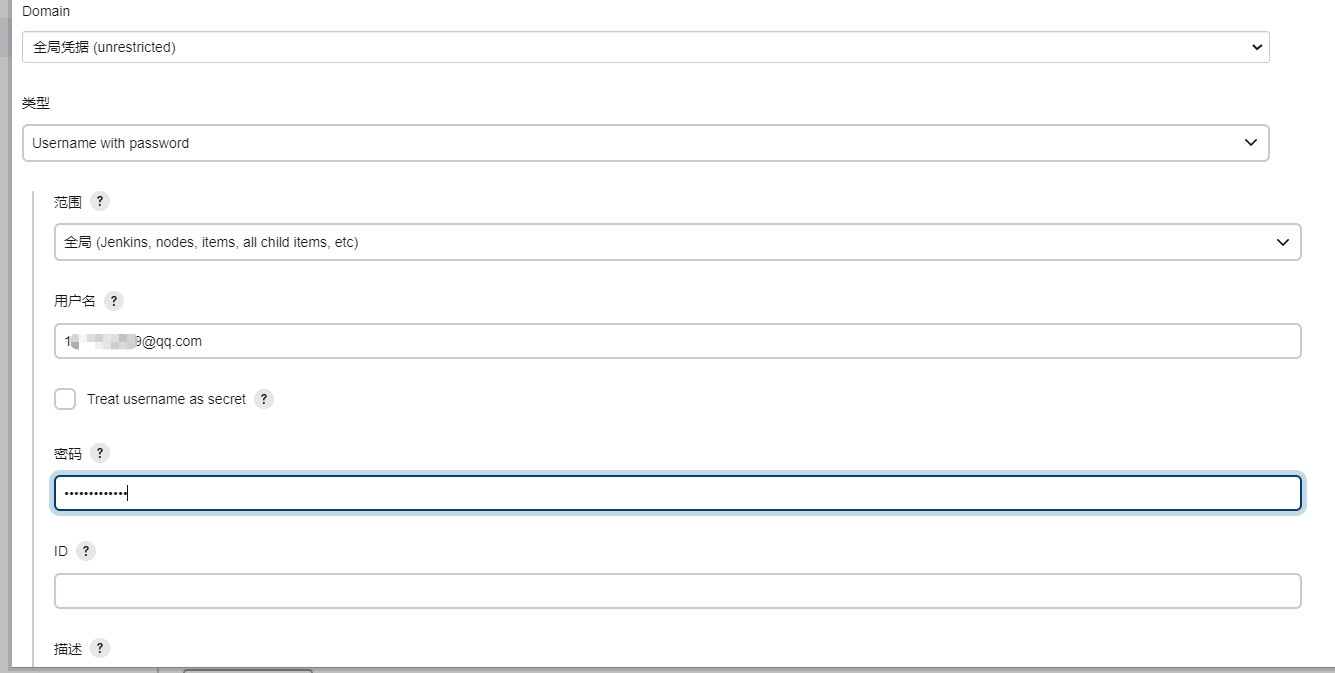 Domain
全局凭据 (unrestricted)
类型
Username with password
范围 ?
全局 (Jenkins, nodes, items, all child items, etc)
用户名 ?
1 9@qq.com
Treat username as secret ?
密码 ?
•••••••••••••
ID ?
描述 ?